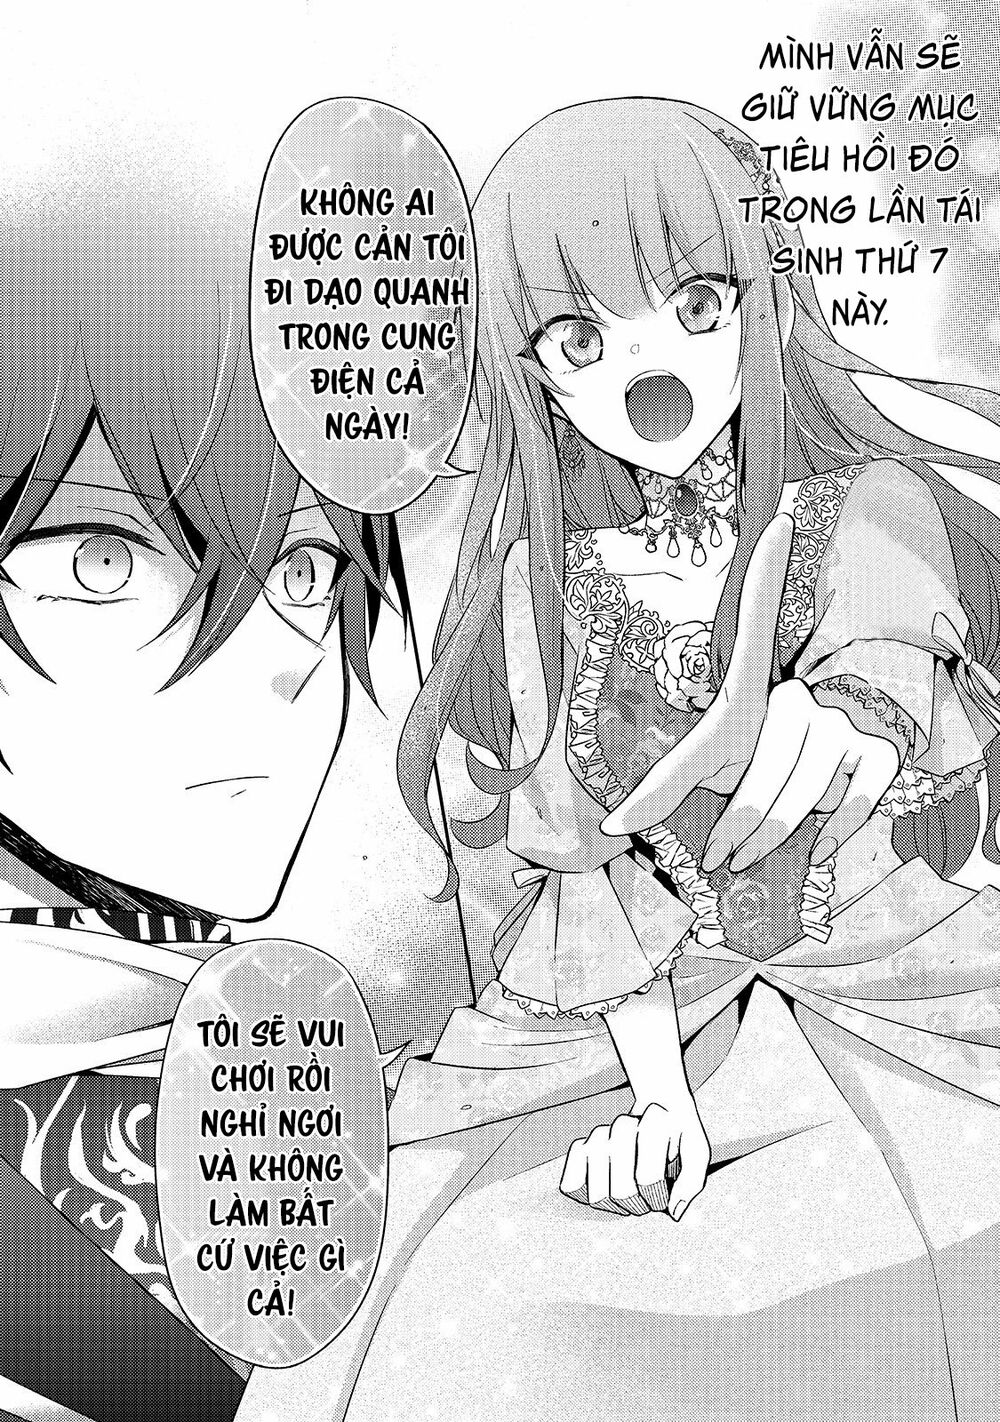 MÌNH VẪN SẼ
GIỮ VỮNG MỤC
TIÊU HỒI ĐÓ
TRONG LẦN TÁI
SINH THỨ 7
NÀY.
KHÔNG AI
ĐƯỢC CẢN TÔI
ĐI DẠO QUANH
TRONG CUNG
ĐIỆN CẢ
NGÀY!
TÔI SẼ VUI
CHƠI RỒI
NGHỈ NGƠI
VÀ KHÔNG
LÀM BẤT
CỨ VIỆC GÌ
CẢ!